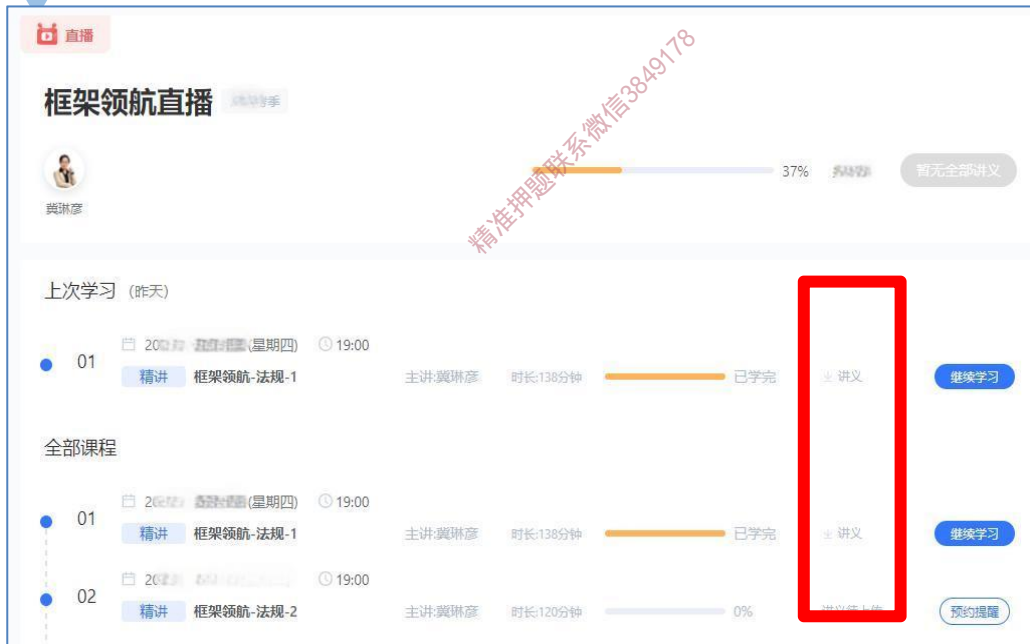 直播
框架领航直播
精准押题联系微信3849178
37%
暂无全部讲义
冀琳彦
上次学习 (昨天)
20 (星期四) 19:00
01
精讲 框架领航-法规-1 主讲:冀琳彦 时长:138分钟 已学完 讲义 继续学习
全部课程
2 (星期四) 19:00
01
精讲 框架领航-法规-1 主讲:冀琳彦 时长:138分钟 已学完 讲义 继续学习
20 19:00
02
精讲 框架领航-法规-2 主讲:冀琳彦 时长:120分钟 0% 预约提醒